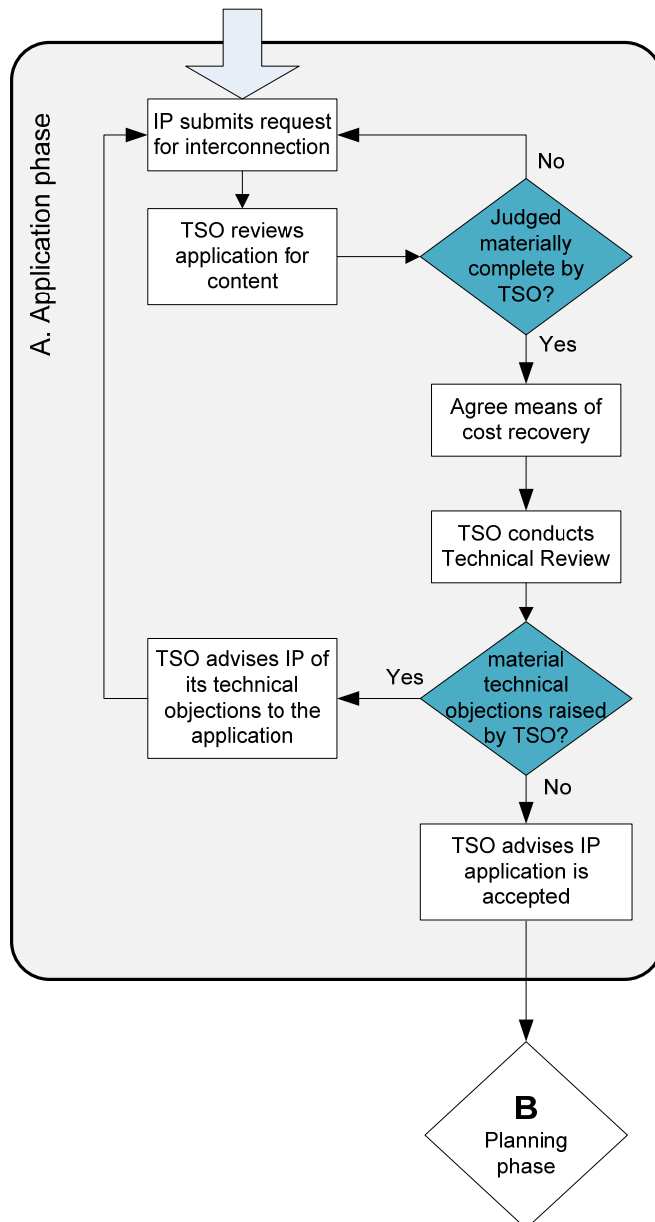 A. Application phase
IP submits request
for interconnection
No
TSO reviews
application for
content
Judged
materially
complete by
TSO?
Yes
Agree means of
cost recovery
TSO conducts
Technical Review
TSO advises IP of
its technical
objections to the
application
Yes
material
technical
objections raised
by TSO?
No
TSO advises IP
application is
accepted
B
Planning
phase